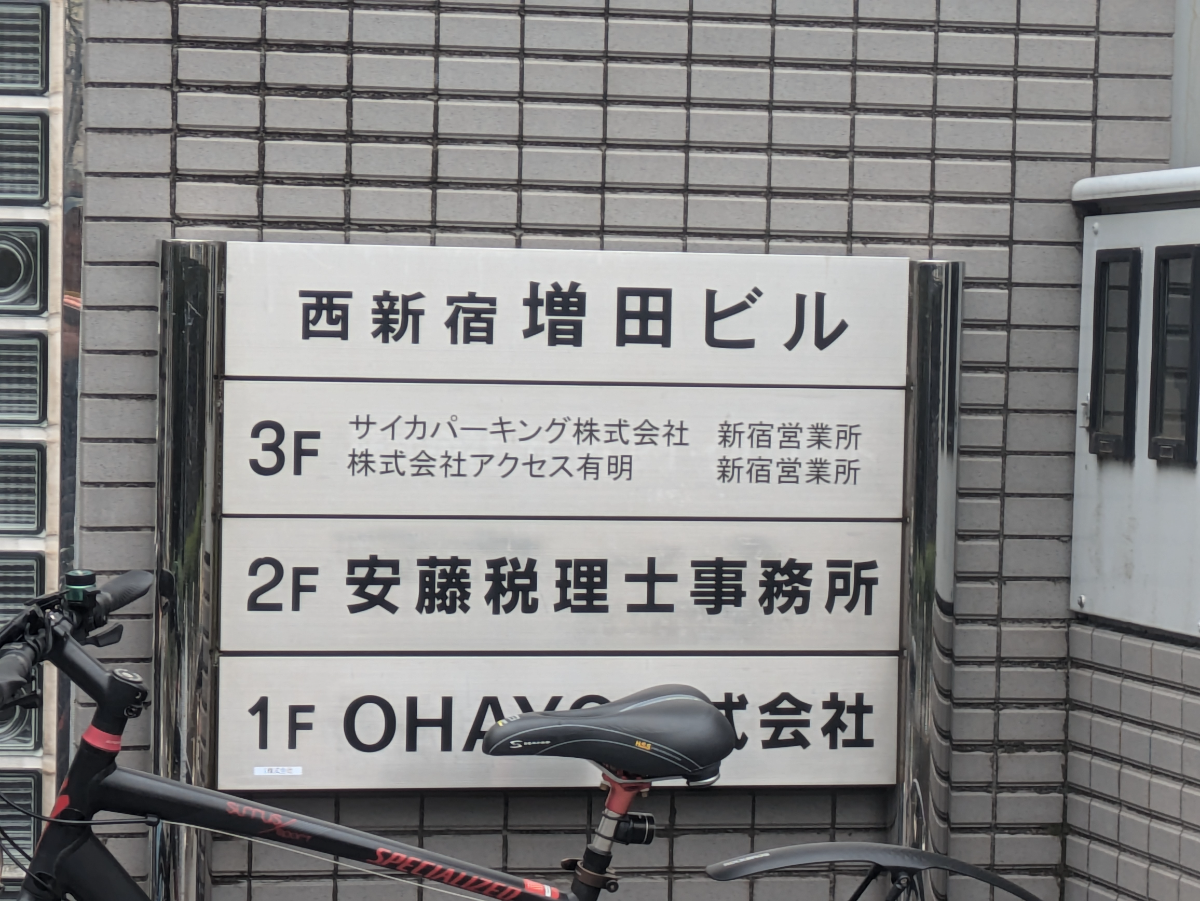 西新宿増田ビル
3F サイカパーキング株式会社 新宿営業所
株式会社アクセス有明 新宿営業所
2F 安藤税理士事務所
1F OHAYO 式会社
SPECIALIZED